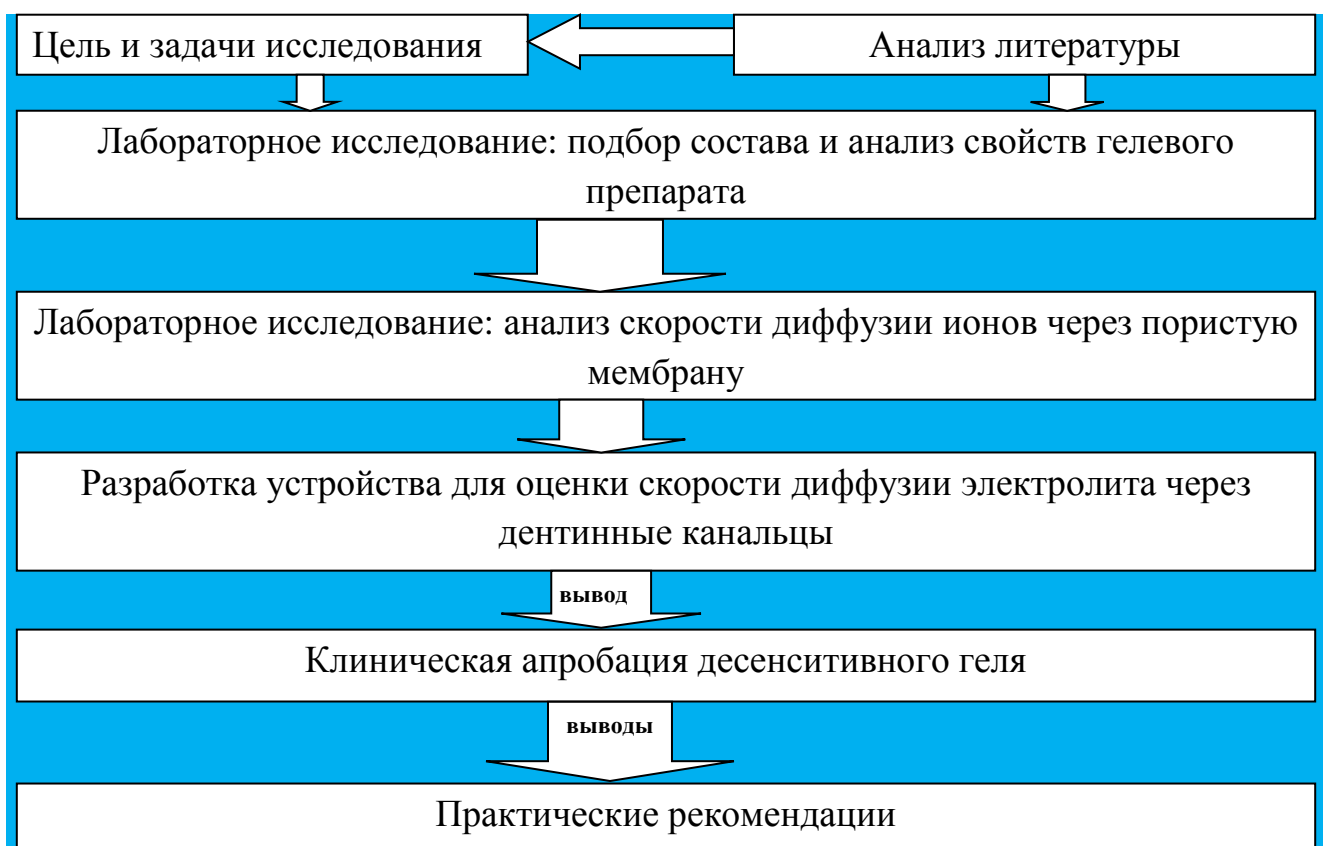 Цель и задачи исследования
Анализ литературы
Лабораторное исследование: подбор состава и анализ свойств гелевого
препарата
Лабораторное исследование: анализ скорости диффузии ионов через пористую
мембрану
Разработка устройства для оценки скорости диффузии электролита через
дентинные канальцы
вывод
Клиническая апробация десенситивного геля
выводы
Практические рекомендации